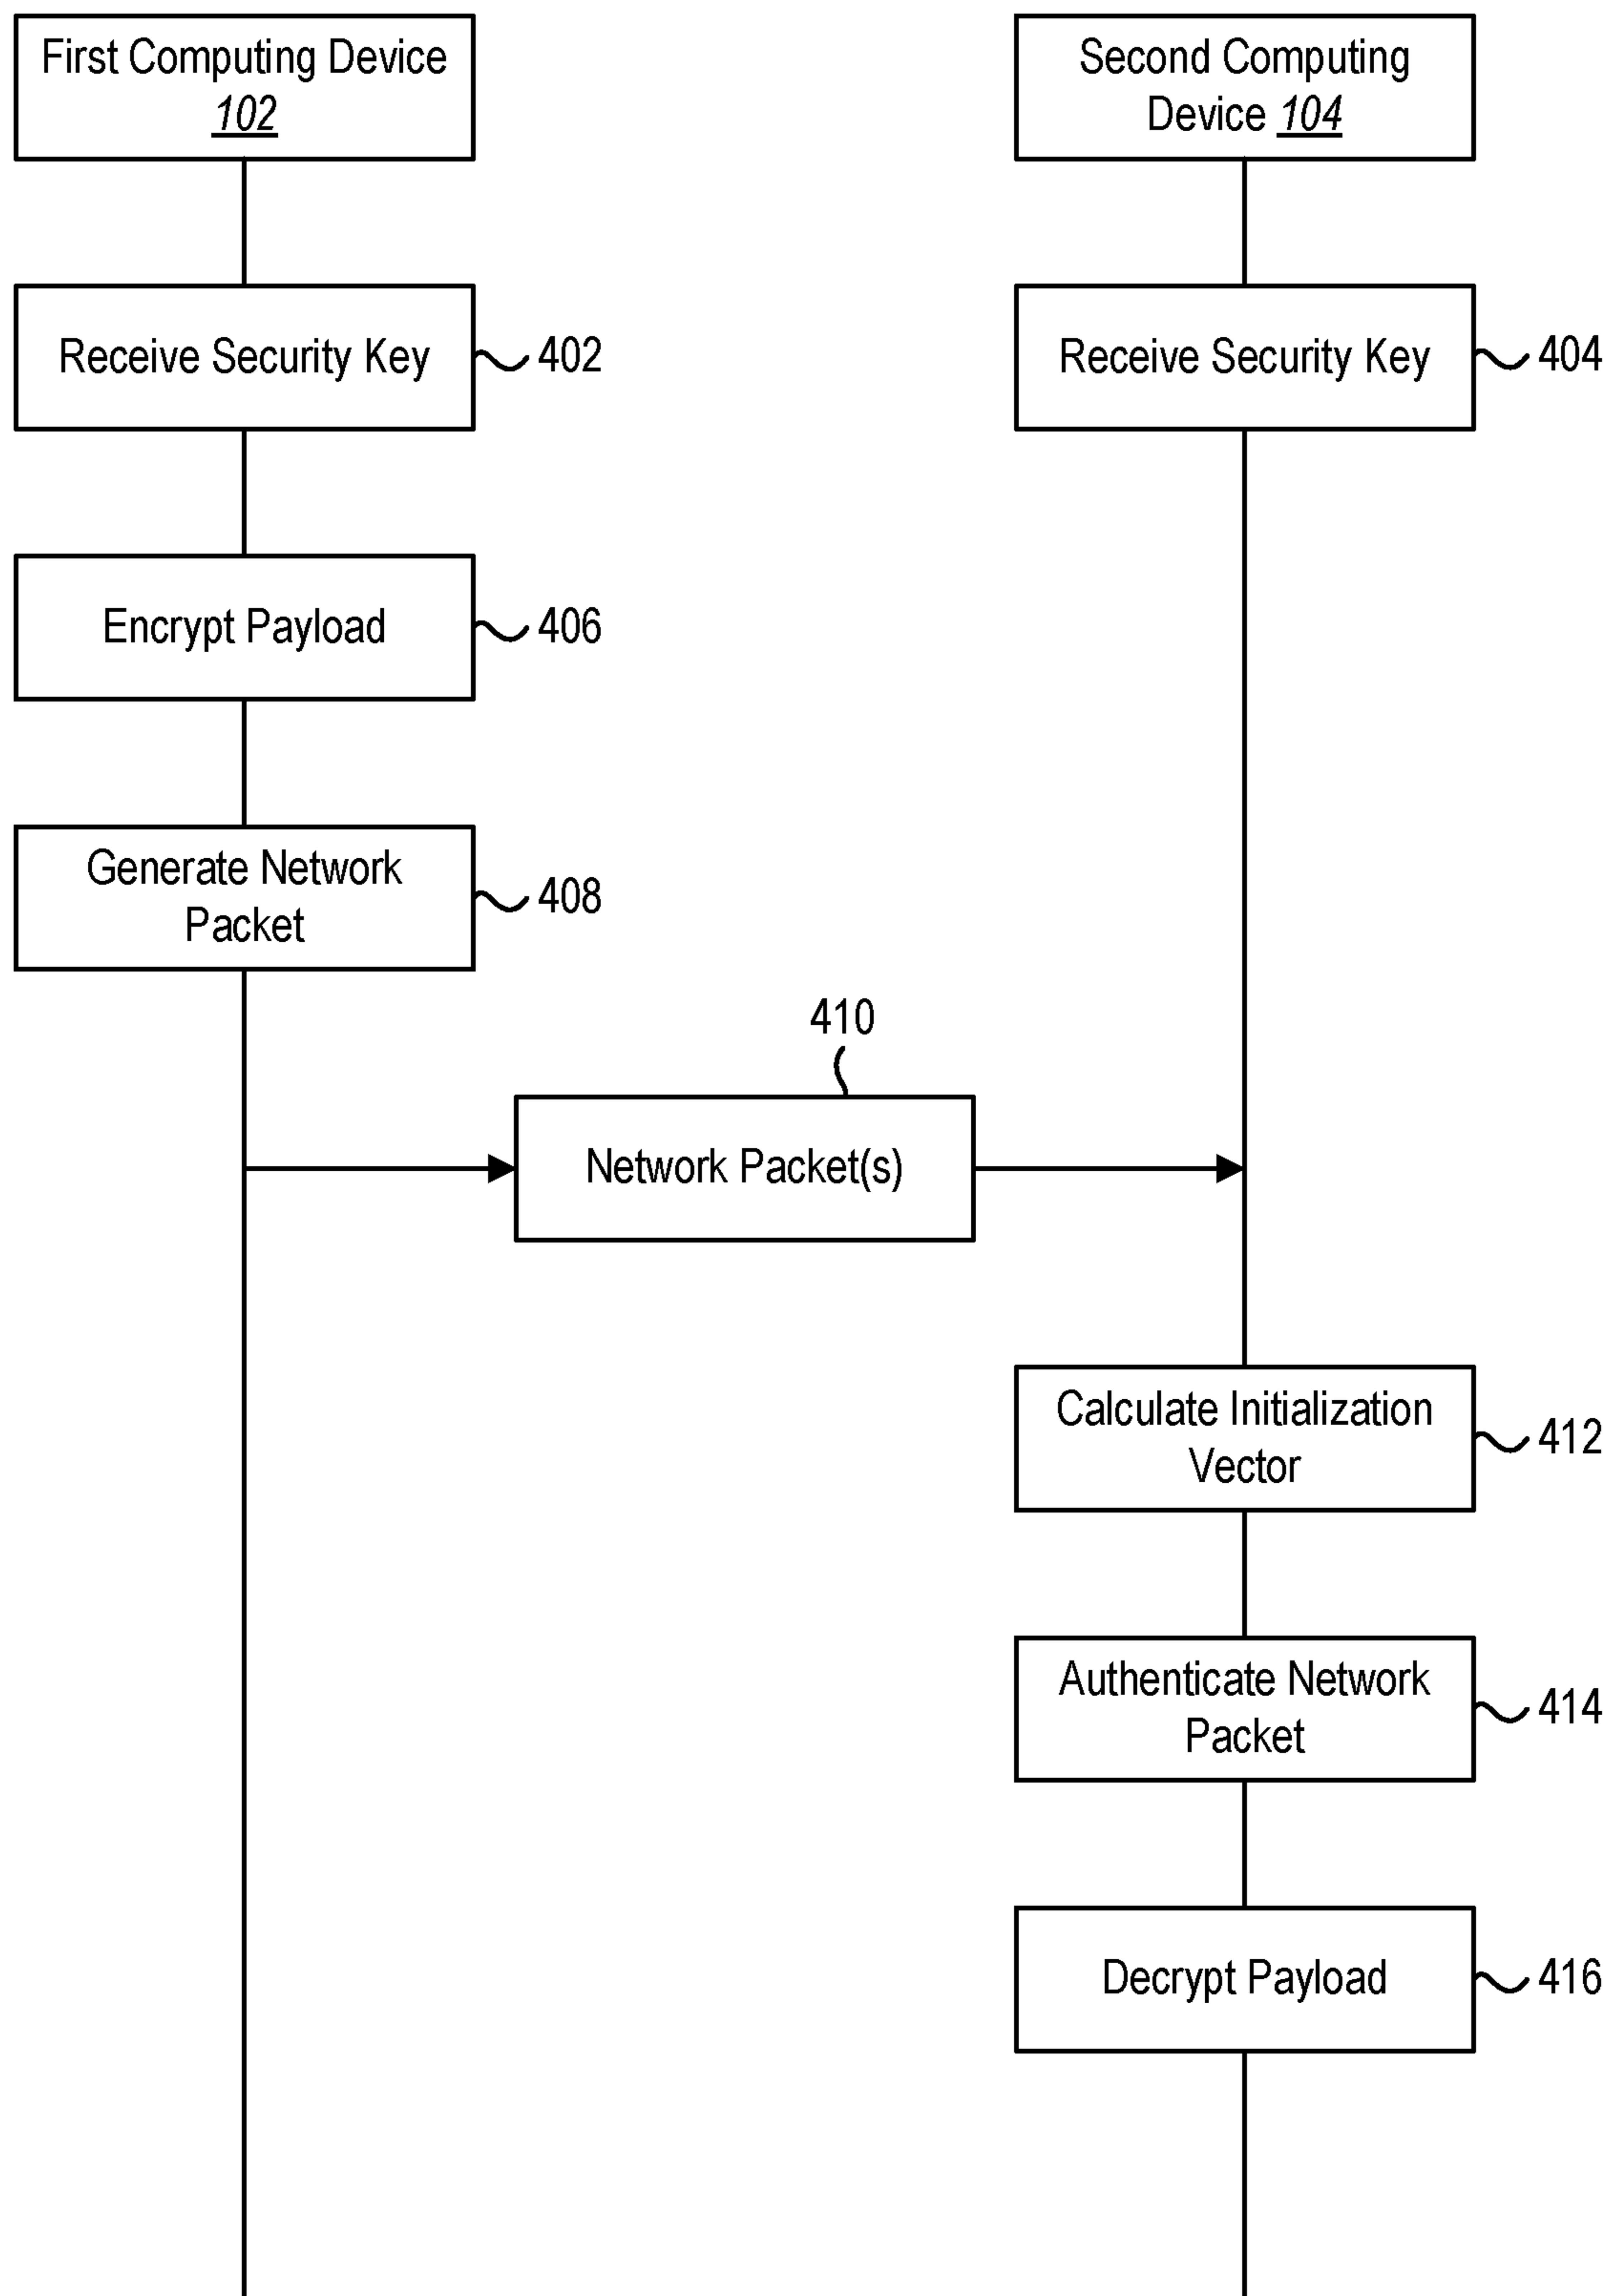 First Computing Device
102
Second Computing
Device 104
Receive Security Key
402
Receive Security Key
404
Encrypt Payload
406
Generate Network
Packet
408
410
Network Packet(s)
Calculate Initialization
Vector
412
Authenticate Network
Packet
414
Decrypt Payload
416